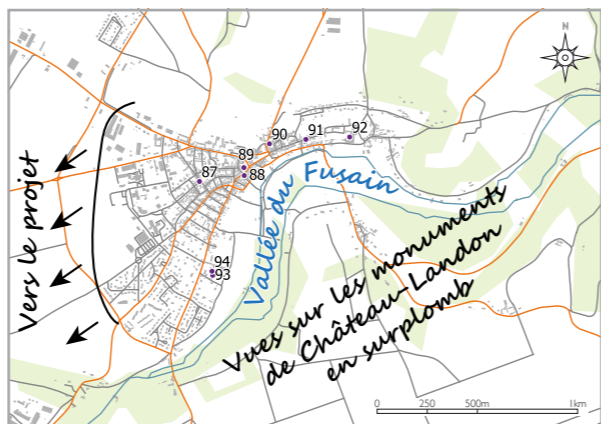 N
90
91
92
89
87
88
Vers le projet
Vallée du Fusain
94
93
Vues sur les monuments
de Château-Landon
en surplomb
0 250 500m 1km